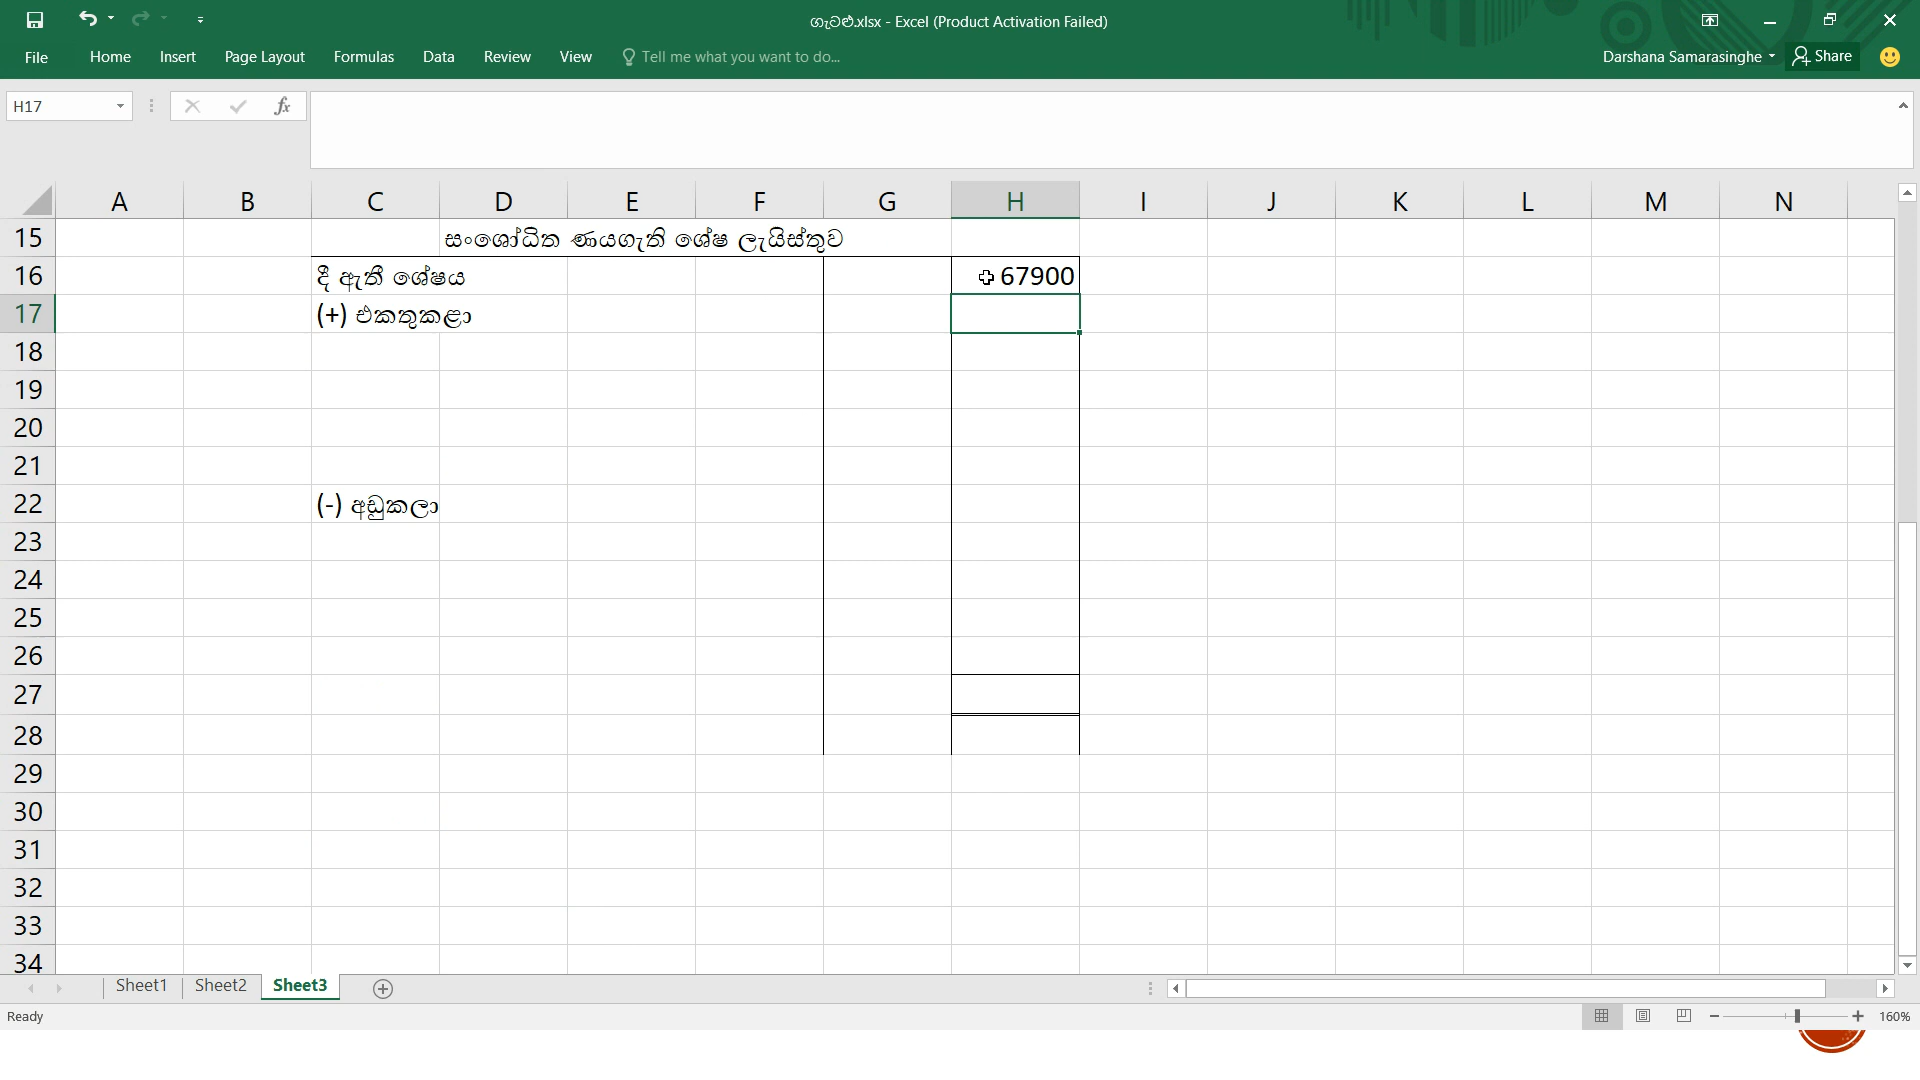 ගැටළු.xlsx - Excel (Product Activation Failed)
File Home Insert Page Layout Formulas Data Review View Tell me what you want to do... Darshana Samarasinghe Share
H17 fx
A B C D E F G H I J K L M N
15 සංශෝධිත ණයගැති ශේෂ ලැයිස්තුව
16 දී ඇතී ශේෂය 67900
17 (+) එකතුකළා
18
19
20
21
22 (-) අඩුකලා
23
24
25
26
27
28
29
30
31
32
33
34
Sheet1 Sheet2 Sheet3
Ready 160%